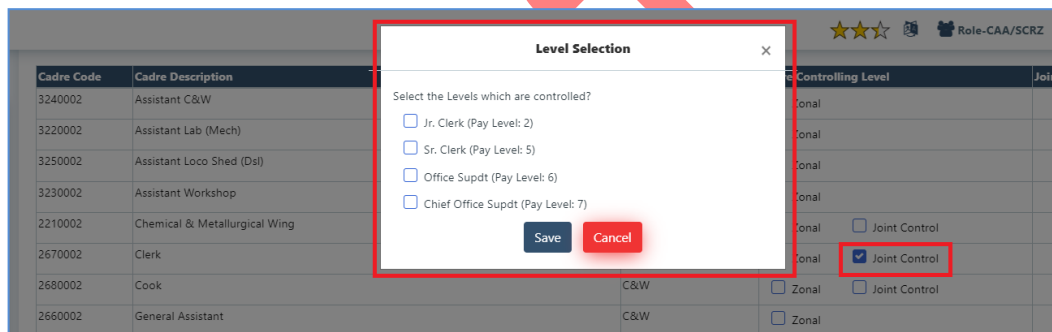 Role-CAA/SCRZ
Level Selection ×
Cadre Code Cadre Description Controlling Level
Select the Levels which are controlled?
Jr. Clerk (Pay Level: 2)
Sr. Clerk (Pay Level: 5)
Office Supdt (Pay Level: 6)
Chief Office Supdt (Pay Level: 7)
Save Cancel
3240002 Assistant C&W Zonal
3220002 Assistant Lab (Mech) Zonal
3250002 Assistant Loco Shed (Dsl) Zonal
3230002 Assistant Workshop Zonal
2210002 Chemical & Metallurgical Wing Zonal Joint Control
2670002 Clerk Zonal Joint Control
2680002 Cook C&W Zonal Joint Control
2660002 General Assistant C&W Zonal